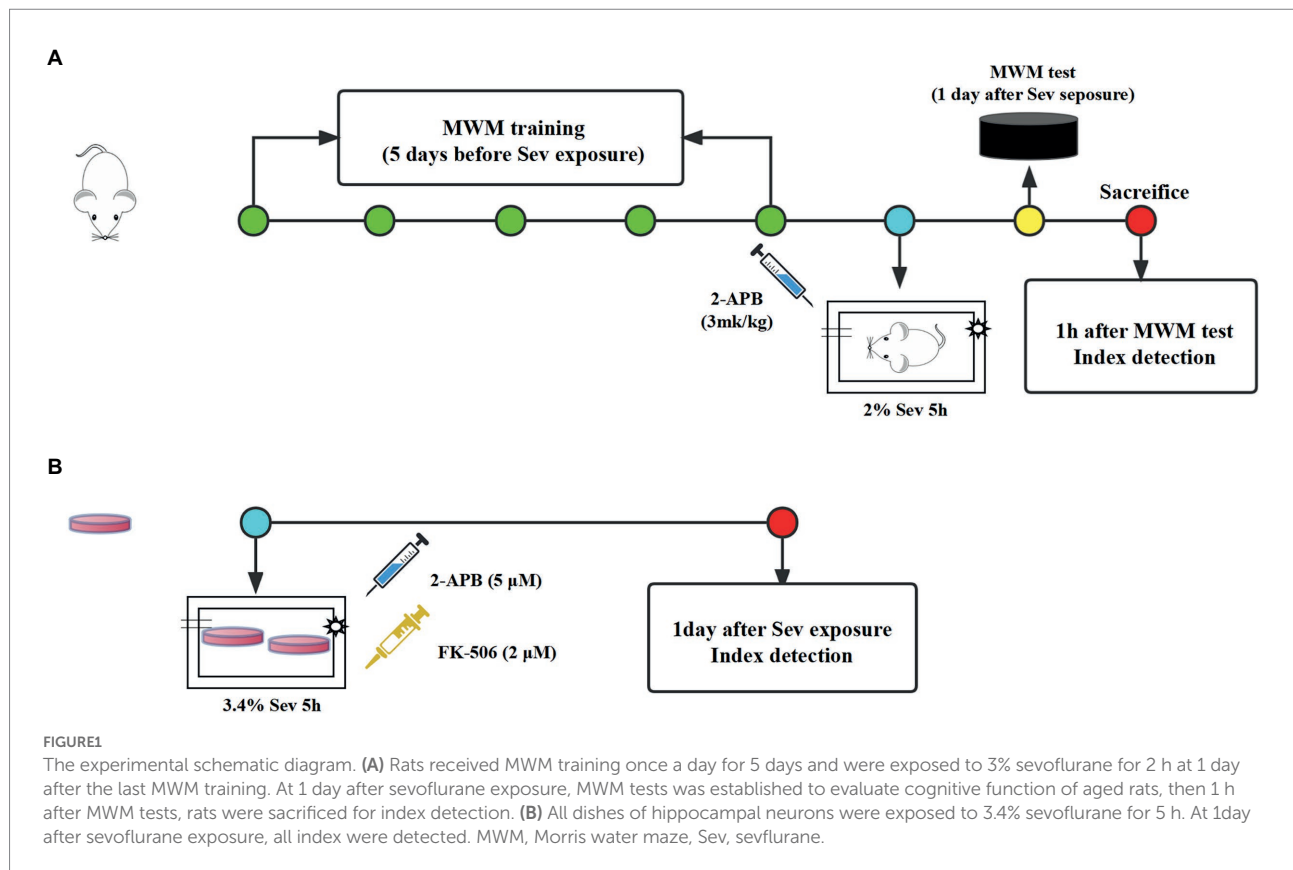 A
MWM test
(1 day after Sev seposure)
MWM training
(5 days before Sev exposure)
Sacreifice
2-APB
(3mk/kg)
1h after MWM test
Index detection
2% Sev 5h
B
2-APB (5 μM)
1day after Sev exposure
Index detection
FK-506 (2 μM)
3.4% Sev 5h
FIGURE1
The experimental schematic diagram. (A) Rats received MWM training once a day for 5 days and were exposed to 3% sevoflurane for 2 h at 1 day
after the last MWM training. At 1 day after sevoflurane exposure, MWM tests was established to evaluate cognitive function of aged rats, then 1 h
after MWM tests, rats were sacrificed for index detection. (B) All dishes of hippocampal neurons were exposed to 3.4% sevoflurane for 5 h. At 1day
after sevoflurane exposure, all index were detected. MWM, Morris water maze, Sev, sevflurane.